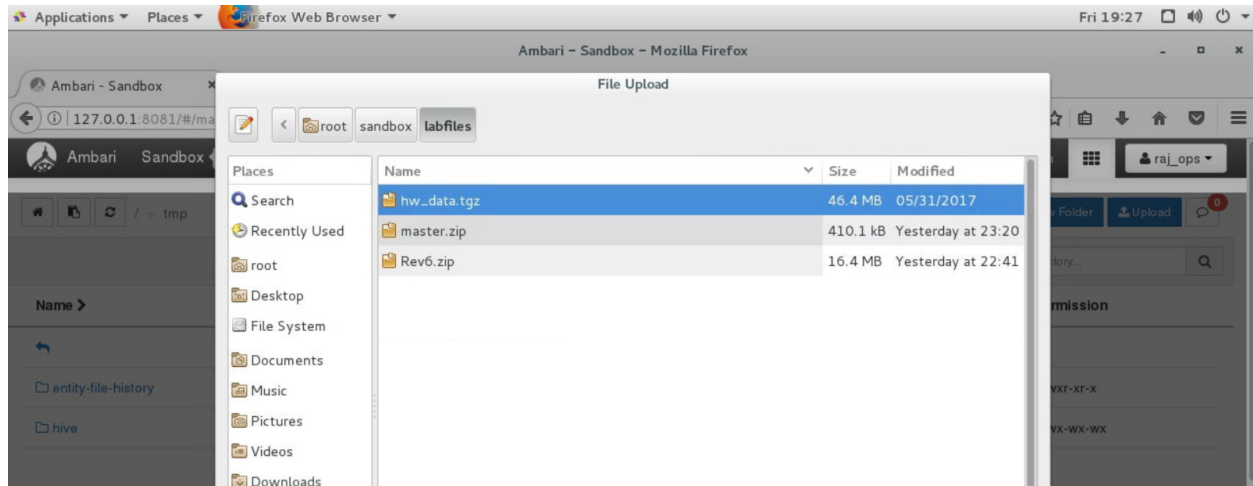 Applications Places Firefox Web Browser Fri 19:27
Ambari – Sandbox – Mozilla Firefox
Ambari - Sandbox × File Upload
127.0.0.1:8081/#/ma root sandbox labfiles
Ambari Sandbox raj_ops
Places Name Size Modified
Search hw_data.tgz 46.4 MB 05/31/2017
/ > tmp Folder Upload 0
Recently Used master.zip 410.1 kB Yesterday at 23:20
root Rev6.zip 16.4 MB Yesterday at 22:41
Desktop
Name > rmission
File System
Documents
entity-file-history wxr-xr-x
Music
Pictures
hive wx-wx-wx
Videos
Downloads